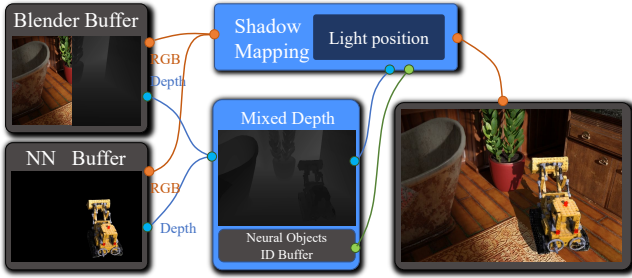 Blender Buffer
RGB
Depth
NN Buffer
RGB
Depth
Shadow
Mapping
Light position
Mixed Depth
Neural Objects
ID Buffer